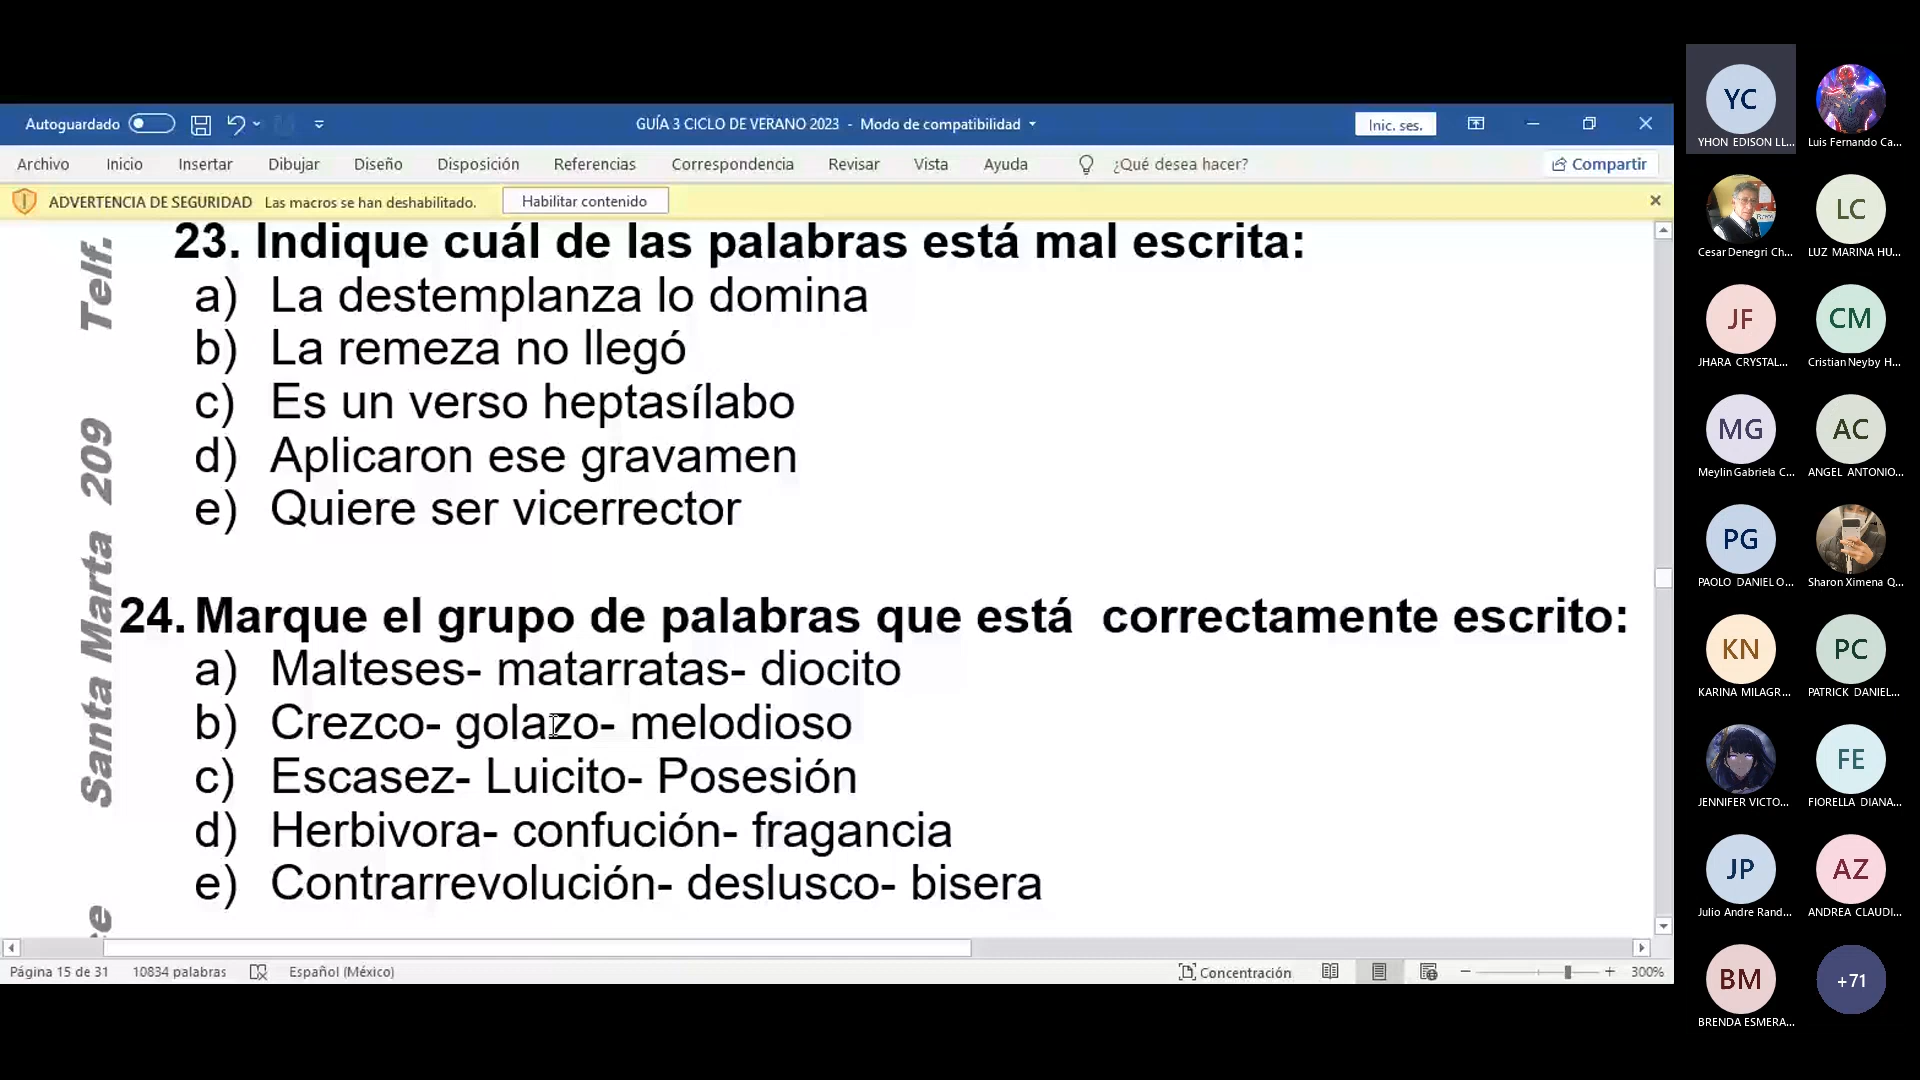 Autoguardado
GUÍA 3 CICLO DE VERANO 2023 - Modo de compatibilidad
Inic. ses.
Archivo Inicio Insertar Dibujar Diseño Disposición Referencias Correspondencia Revisar Vista Ayuda ¿Qué desea hacer? Compartir
ADVERTENCIA DE SEGURIDAD Las macros se han deshabilitado. Habilitar contenido
23. Indique cuál de las palabras está mal escrita:
a) La destemplanza lo domina
b) La remeza no llegó
c) Es un verso heptasílabo
d) Aplicaron ese gravamen
e) Quiere ser vicerrector
24. Marque el grupo de palabras que está correctamente escrito:
a) Malteses- matarratas- diocito
b) Crezco- golazo- melodioso
c) Escasez- Luicito- Posesión
d) Herbivora- confución- fragancia
e) Contrarrevolución- deslusco- bisera
Santa Marta 209 Telf.
Página 15 de 31 10834 palabras Español (México) Concentración 300%
YC
YHON EDISON LL...
Luis Fernando Ca...
Cesar Denegri Ch...
LC
LUZ MARINA HU...
JF
JHARA CRYSTAL...
CM
Cristian Neyby H...
MG
Meylin Gabriela C...
AC
ANGEL ANTONIO...
PG
PAOLO DANIEL O...
Sharon Ximena Q...
KN
KARINA MILAGR...
PC
PATRICK DANIEL...
JENNIFER VICTO...
FE
FIORELLA DIANA...
JP
Julio Andre Rand...
AZ
ANDREA CLAUDI...
BM
BRENDA ESMERA...
+71